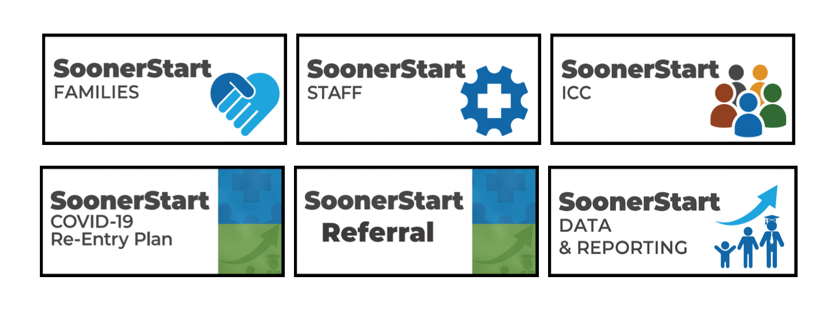 SoonerStart
FAMILIES
SoonerStart
STAFF
SoonerStart
ICC
SoonerStart
COVID-19
Re-Entry Plan
SoonerStart
Referral
SoonerStart
DATA
& REPORTING